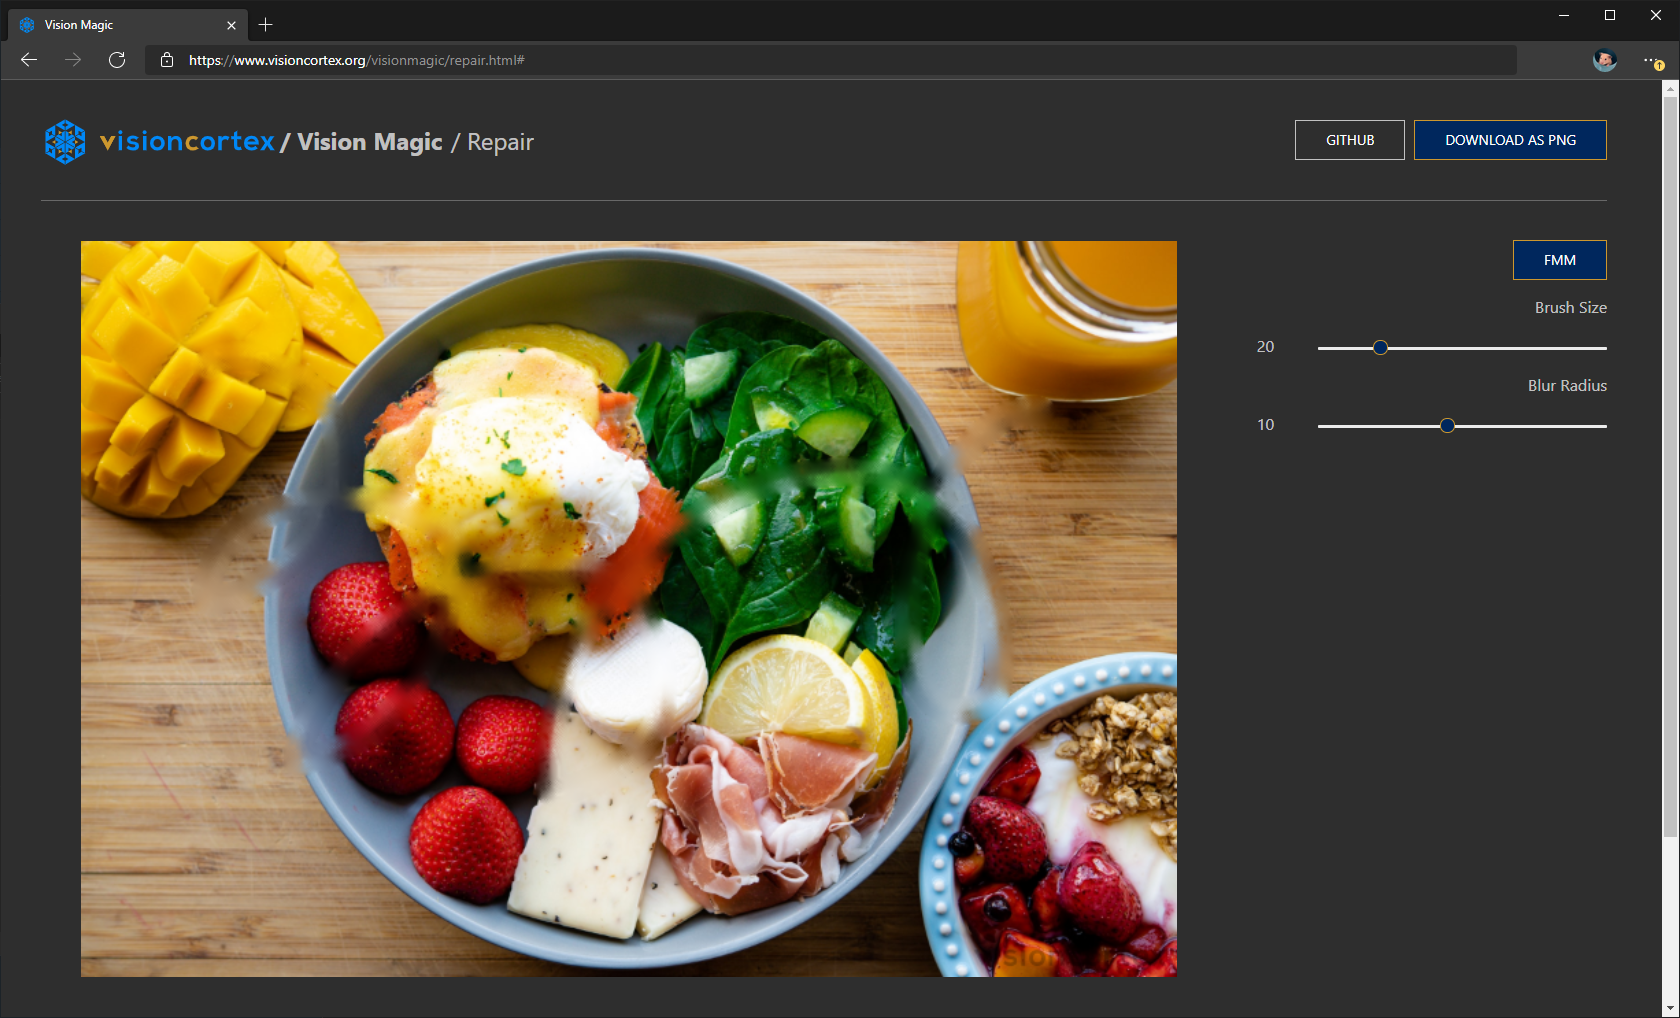 Vision Magic
https://www.visioncortex.org/visionmagic/repair.html#
visioncortex / Vision Magic / Repair
GITHUB
DOWNLOAD AS PNG
FMM
Brush Size
20
Blur Radius
10